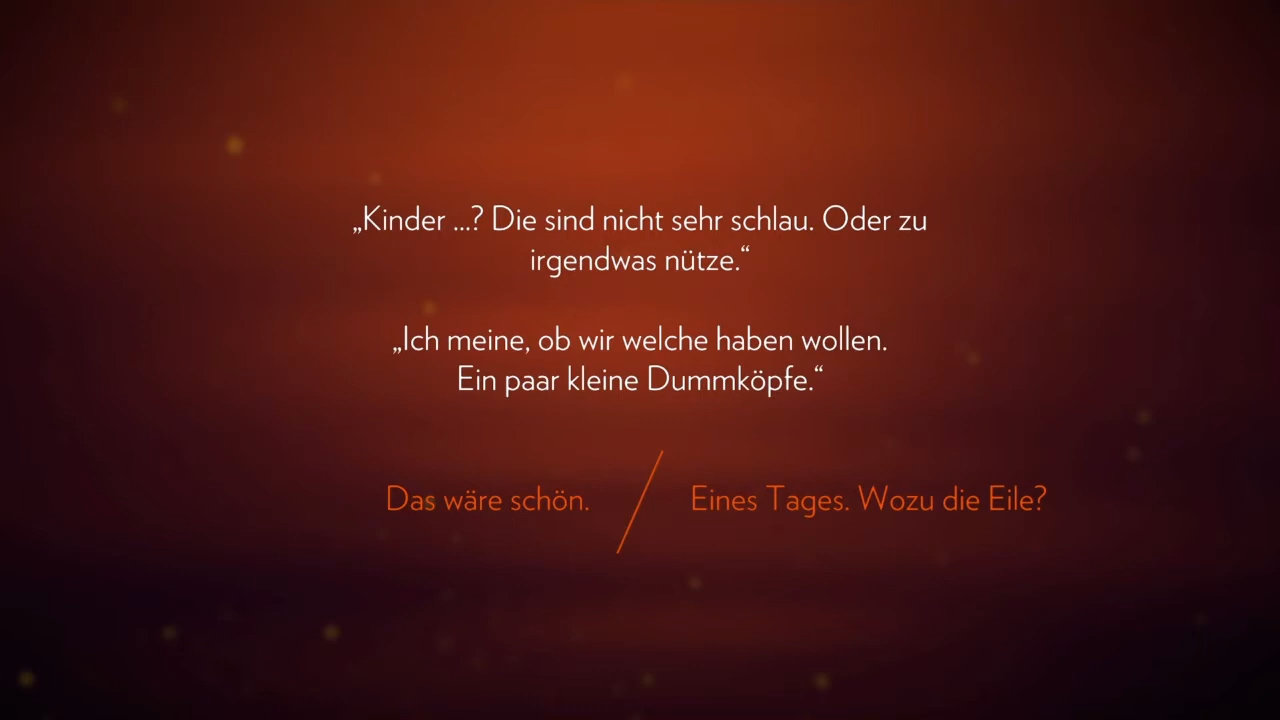 „Kinder ...? Die sind nicht sehr schlau. Oder zu
irgendwas nütze.“
„Ich meine, ob wir welche haben wollen.
Ein paar kleine Dummköpfe.“
Das wäre schön. / Eines Tages. Wozu die Eile?